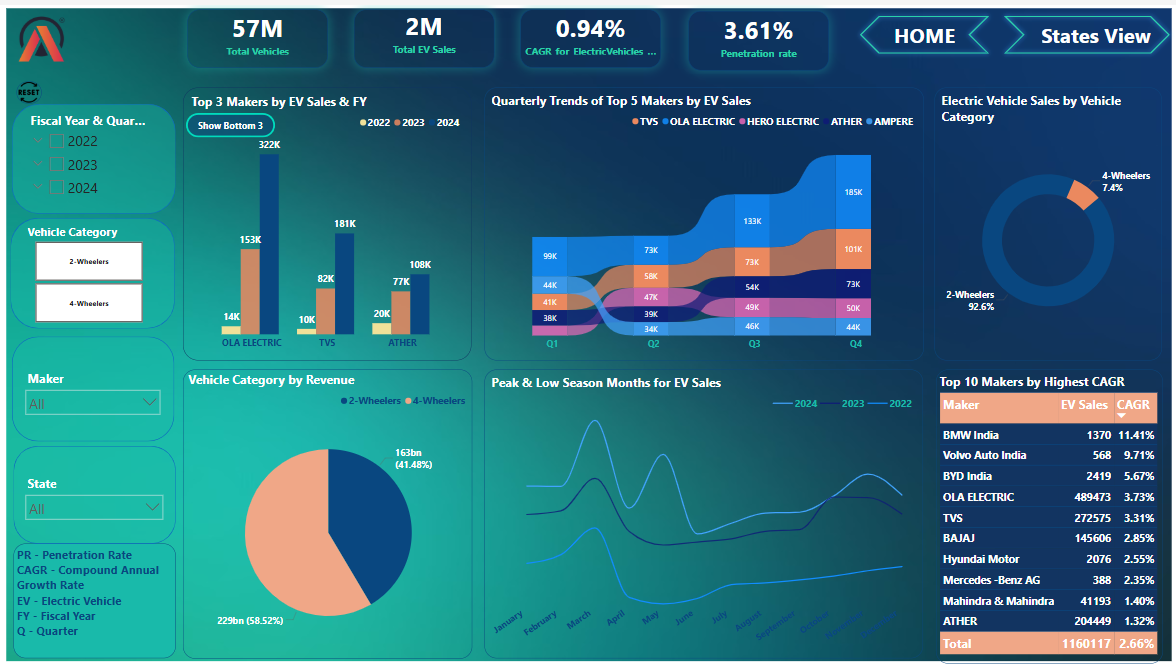 57M
Total Vehicles
2M
Total EV Sales
0.94%
CAGR for ElectricVehicles ...
3.61%
Penetration rate
HOME
States View
RESET
Fiscal Year & Quar...
2022
2023
2024
Vehicle Category
2-Wheelers
4-Wheelers
Maker
All
State
All
PR - Penetration Rate
CAGR - Compound Annual
Growth Rate
EV - Electric Vehicle
FY - Fiscal Year
Q - Quarter
Top 3 Makers by EV Sales & FY
Show Bottom 3
2022 2023 2024
322K
153K
14K
181K
82K
10K
108K
77K
20K
OLA ELECTRIC TVS ATHER
Quarterly Trends of Top 5 Makers by EV Sales
TVS OLA ELECTRIC HERO ELECTRIC ATHER AMPERE
99K
44K
41K
38K
73K
58K
47K
39K
34K
133K
73K
54K
49K
46K
185K
101K
73K
50K
44K
Q1 Q2 Q3 Q4
Electric Vehicle Sales by Vehicle
Category
4-Wheelers
7.4%
2-Wheelers
92.6%
Vehicle Category by Revenue
2-Wheelers 4-Wheelers
163bn
(41.48%)
229bn (58.52%)
Peak & Low Season Months for EV Sales
2024 2023 2022
January February March April May June July August September October
Top 10 Makers by Highest CAGR
Maker EV Sales CAGR
BMW India 1370 11.41%
Volvo Auto India 568 9.71%
BYD India 2419 5.67%
OLA ELECTRIC 489473 3.73%
TVS 272575 3.31%
BAJAJ 145606 2.85%
Hyundai Motor 2076 2.55%
Mercedes -Benz AG 388 2.35%
Mahindra & Mahindra 41193 1.40%
ATHER 204449 1.32%
Total 1160117 2.66%